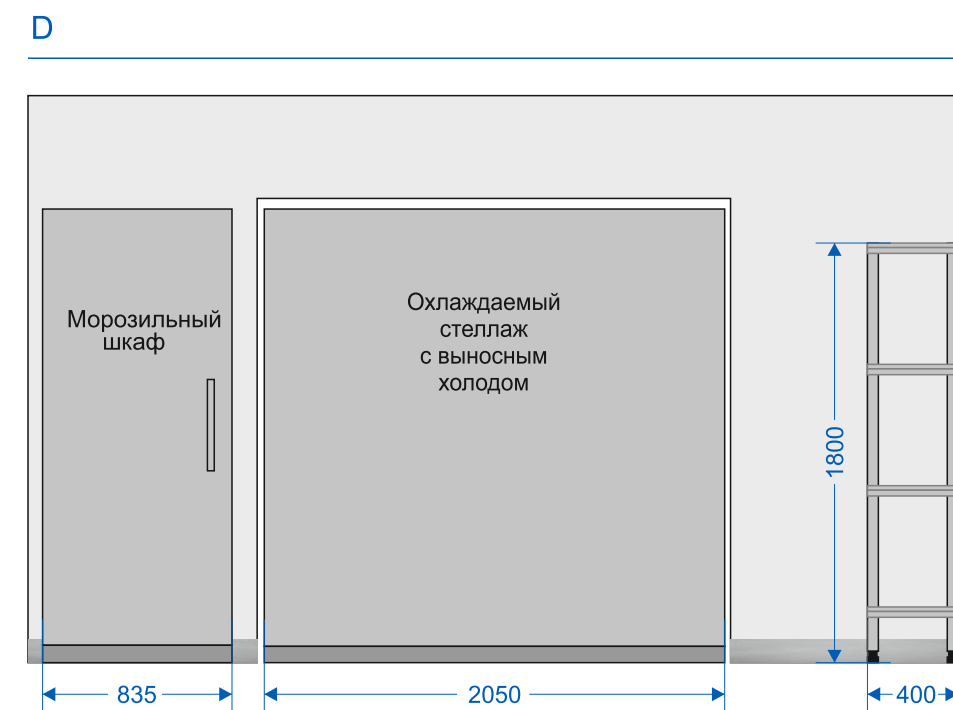 D
Морозильный
шкаф
Охлаждаемый
стеллаж
с выносным
холодом
1800
835
2050
400